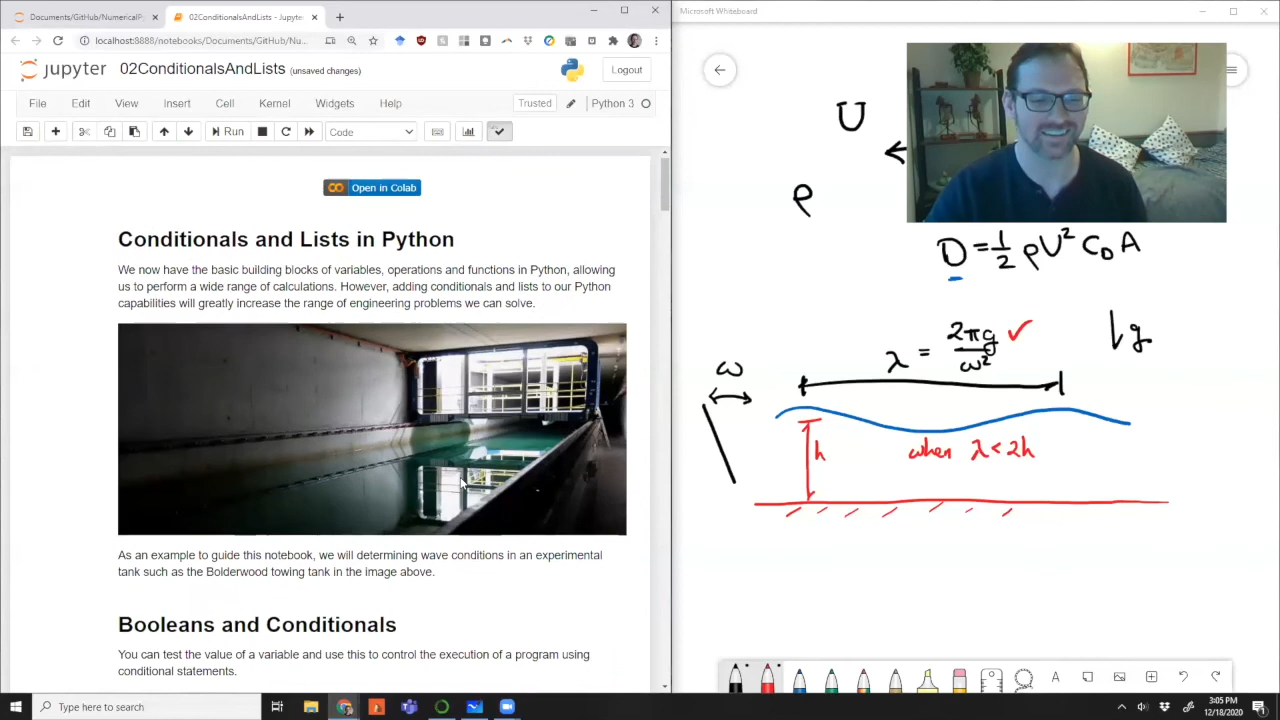 Documents/GitHub/NumericalPy
02ConditionalsAndLists - Jupyte
localhost:8888/notebooks/Documents/GitHub/Nu...
jupyter 02ConditionalsAndLists (unsaved changes)
Logout
File Edit View Insert Cell Kernel Widgets Help
Trusted
Python 3
Run
Code
Open in Colab
Conditionals and Lists in Python
We now have the basic building blocks of variables, operations and functions in Python, allowing
us to perform a wide range of calculations. However, adding conditionals and lists to our Python
capabilities will greatly increase the range of engineering problems we can solve.
As an example to guide this notebook, we will determining wave conditions in an experimental
tank such as the Bolderwood towing tank in the image above.
Booleans and Conditionals
You can test the value of a variable and use this to control the execution of a program using
conditional statements.
Microsoft Whiteboard
U
ρ
D = 1/2 ρU² C_D A
λ = 2πg/ω² ✓
g
ω
h
when λ < 2h
Type here to search
3:05 PM
12/18/2020